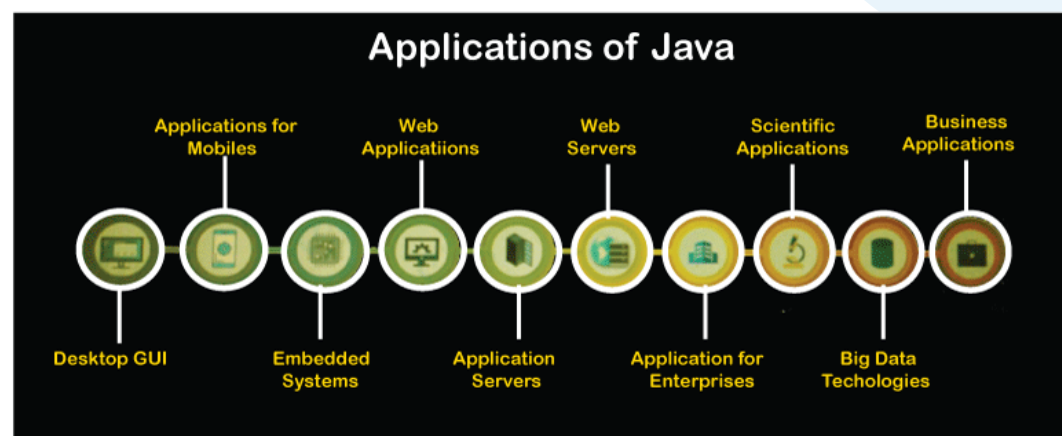 Applications of Java
Applications for
Mobiles
Web
Applicatiions
Web
Servers
Scientific
Applications
Business
Applications
Desktop GUI
Embedded
Systems
Application
Servers
Application for
Enterprises
Big Data
Techologies